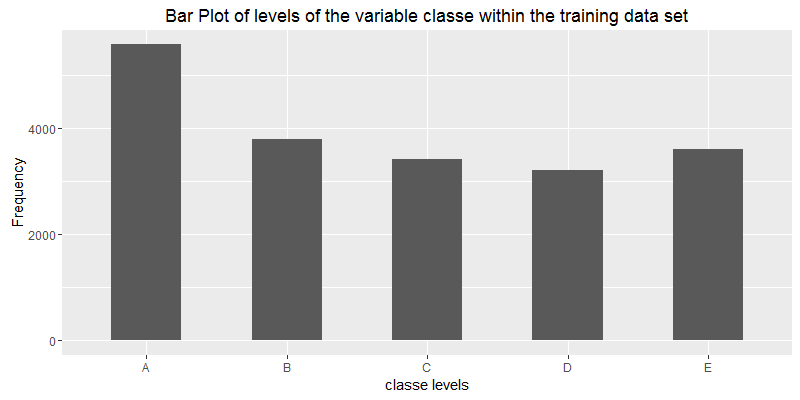 Bar Plot of levels of the variable classe within the training data set
Frequency
4000
2000
0
A B C D E
classe levels